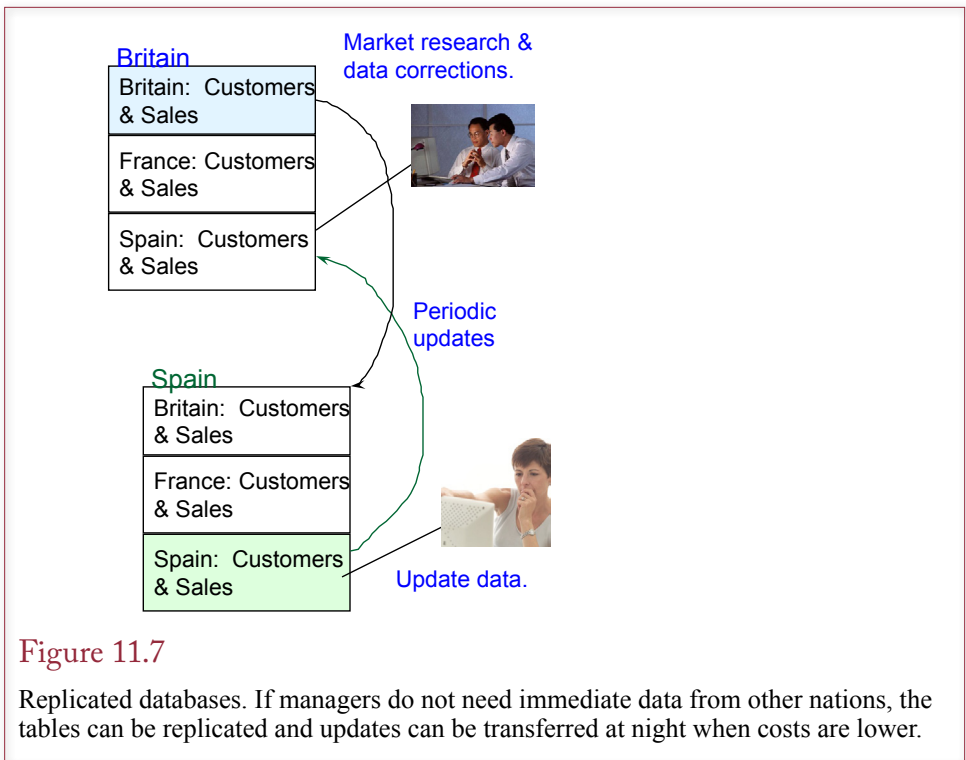 Market research &
data corrections.
Britain
Britain: Customers
& Sales
France: Customers
& Sales
Spain: Customers
& Sales
Periodic
updates
Spain
Britain: Customers
& Sales
France: Customers
& Sales
Spain: Customers
& Sales
Update data.
Figure 11.7
Replicated databases. If managers do not need immediate data from other nations, the
tables can be replicated and updates can be transferred at night when costs are lower.